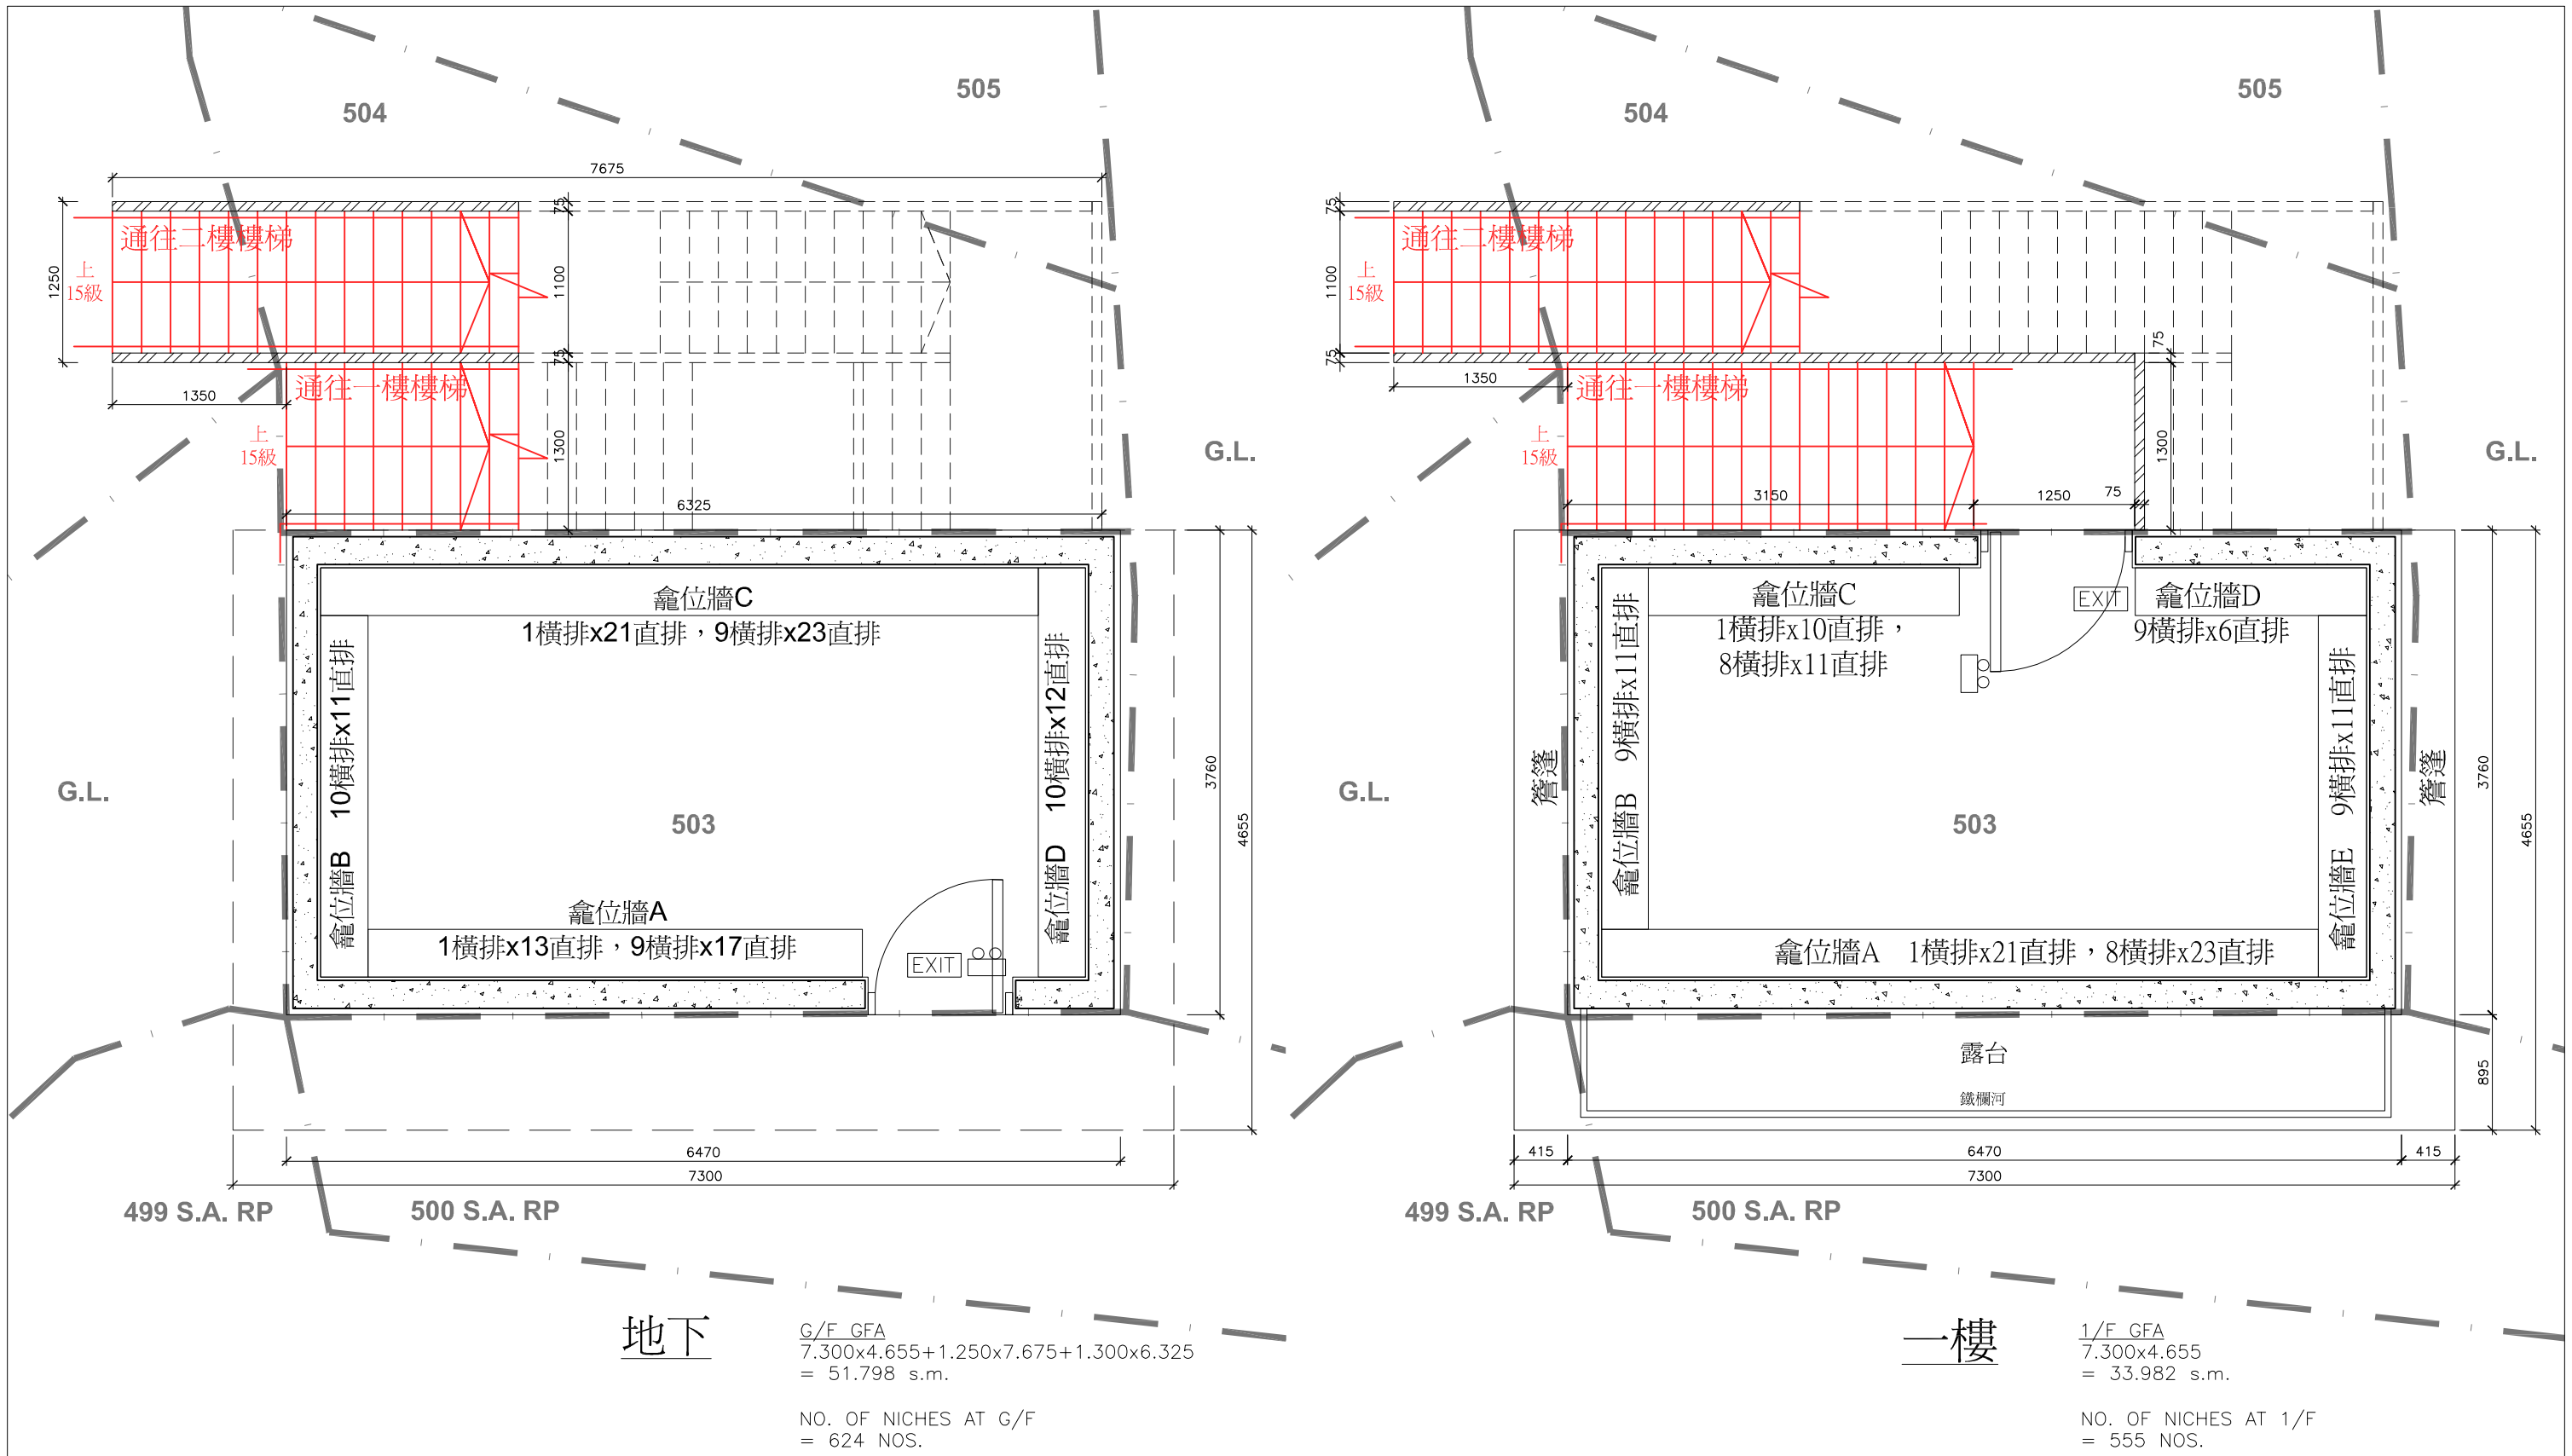 504
505
7675
75
通往二樓樓梯
上
15級
1250
1100
75
1350
通往一樓樓梯
上
15級
1300
G.L.
6325
龕位牆C
1橫排x21直排，9橫排x23直排
龕位牆B 10橫排x11直排
龕位牆D 10橫排x12直排
503
G.L.
3760
4655
龕位牆A
1橫排x13直排，9橫排x17直排
EXIT
6470
7300
499 S.A. RP
500 S.A. RP
地下
G/F GFA
7.300x4.655+1.250x7.675+1.300x6.325
= 51.798 s.m.
NO. OF NICHES AT G/F
= 624 NOS.
504
505
75
通往二樓樓梯
上
15級
1100
75
75
1350
通往一樓樓梯
上
15級
1300
G.L.
3150
1250
75
龕位牆C
1橫排x10直排，
8橫排x11直排
EXIT
龕位牆D
9橫排x6直排
龕位牆B 9橫排x11直排
龕位牆E 9橫排x11直排
簷篷
簷篷
503
G.L.
3760
4655
龕位牆A 1橫排x21直排，8橫排x23直排
露台
鐵欄河
895
415
6470
415
7300
499 S.A. RP
500 S.A. RP
一樓
1/F GFA
7.300x4.655
= 33.982 s.m.
NO. OF NICHES AT 1/F
= 555 NOS.